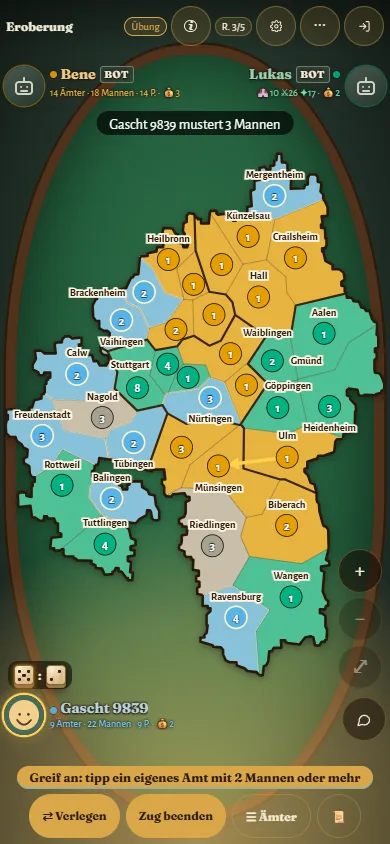 Eroberung
Übung
R. 3/5
Bene BOT
14 Ämter · 18 Mannen · 14 P. · 3
Lukas BOT
10 26 17 · 2
Gascht 9839 mustert 3 Mannen
Mergentheim
2
Künzelsau
1
Crailsheim
1
Heilbronn
1
1
1
Hall
1
Brackenheim
2
2
1
2
Aalen
1
Vaihingen
Waiblingen
Calw
2
Stuttgart
4
8
1
1
2
Gmünd
Nagold
3
3
1
Göppingen
1
3
Nürtingen
Freudenstadt
3
2
3
Heidenheim
Ulm
1
1
Rottweil
1
Tübingen
Balingen
2
Münsingen
Tuttlingen
4
Riedlingen
3
Biberach
2
Wangen
1
Ravensburg
4
+
−
:
Gascht 9839
9 Ämter · 22 Mannen · 9 P. · 2
Greif an: tipp ein eigenes Amt mit 2 Mannen oder mehr
⇄ Verlegen
Zug beenden
☰ Ämter